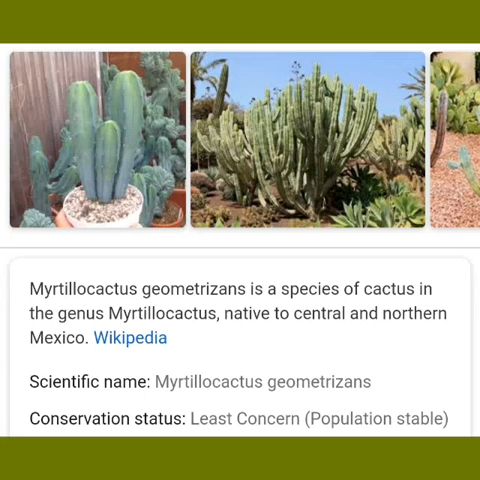 Myrtillocactus geometrizans is a species of cactus in
the genus Myrtillocactus, native to central and northern
Mexico. Wikipedia
Scientific name: Myrtillocactus geometrizans
Conservation status: Least Concern (Population stable)